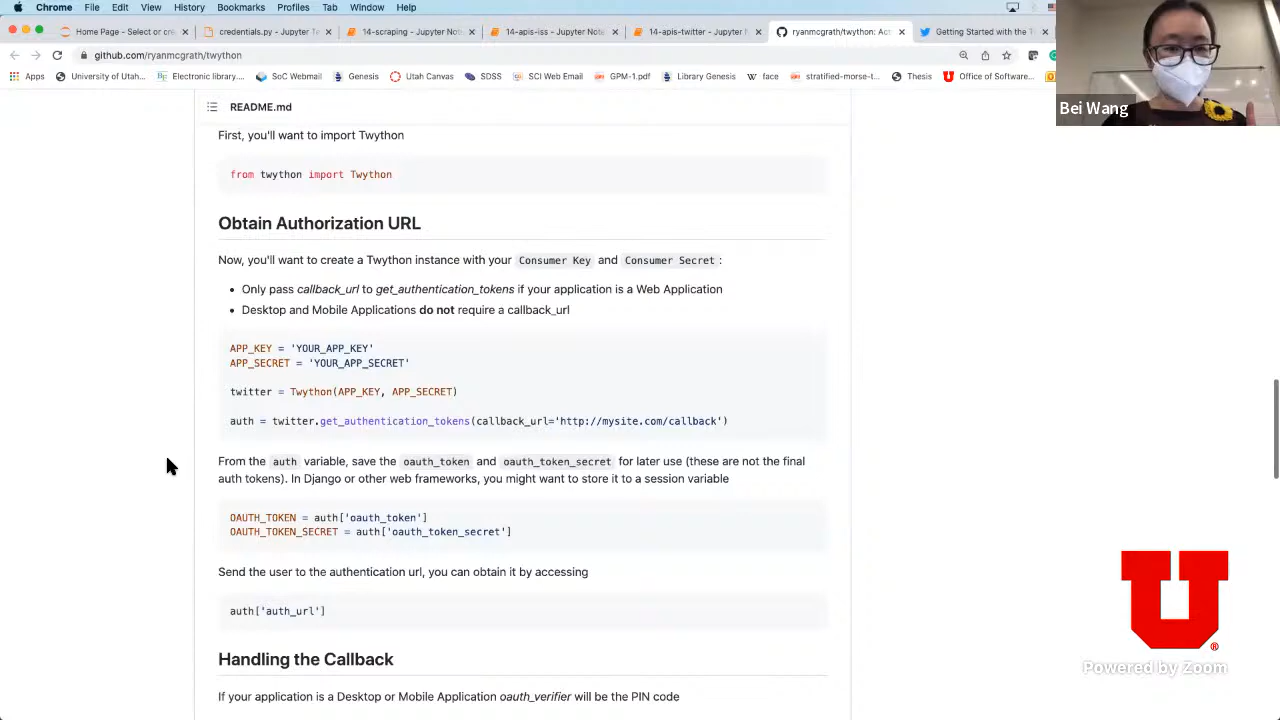 Chrome File Edit View History Bookmarks Profiles Tab Window Help
Home Page - Select or cre
credentials.py - Jupyter Te
14-scraping - Jupyter Note
14-apis-iss - Jupyter Note
14-apis-twitter - Jupyter N
ryanmcgrath/twython: Act
Getting Started with the T
github.com/ryanmcgrath/twython
Apps University of Utah... Electronic.library... SoC Webmail Genesis Utah Canvas SDSS SCI Web Email GPM-1.pdf Library Genesis face stratified-morse-t... Thesis Office of Software...
Bei Wang
README.md
First, you'll want to import Twython
from twython import Twython
Obtain Authorization URL
Now, you'll want to create a Twython instance with your Consumer Key and Consumer Secret:
• Only pass callback_url to get_authentication_tokens if your application is a Web Application
• Desktop and Mobile Applications do not require a callback_url
APP_KEY = 'YOUR_APP_KEY'
APP_SECRET = 'YOUR_APP_SECRET'
twitter = Twython(APP_KEY, APP_SECRET)
auth = twitter.get_authentication_tokens(callback_url='http://mysite.com/callback')
From the auth variable, save the oauth_token and oauth_token_secret for later use (these are not the final
auth tokens). In Django or other web frameworks, you might want to store it to a session variable
OAUTH_TOKEN = auth['oauth_token']
OAUTH_TOKEN_SECRET = auth['oauth_token_secret']
Send the user to the authentication url, you can obtain it by accessing
auth['auth_url']
Handling the Callback
If your application is a Desktop or Mobile Application oauth_verifier will be the PIN code
U
®
Powered by Zoom